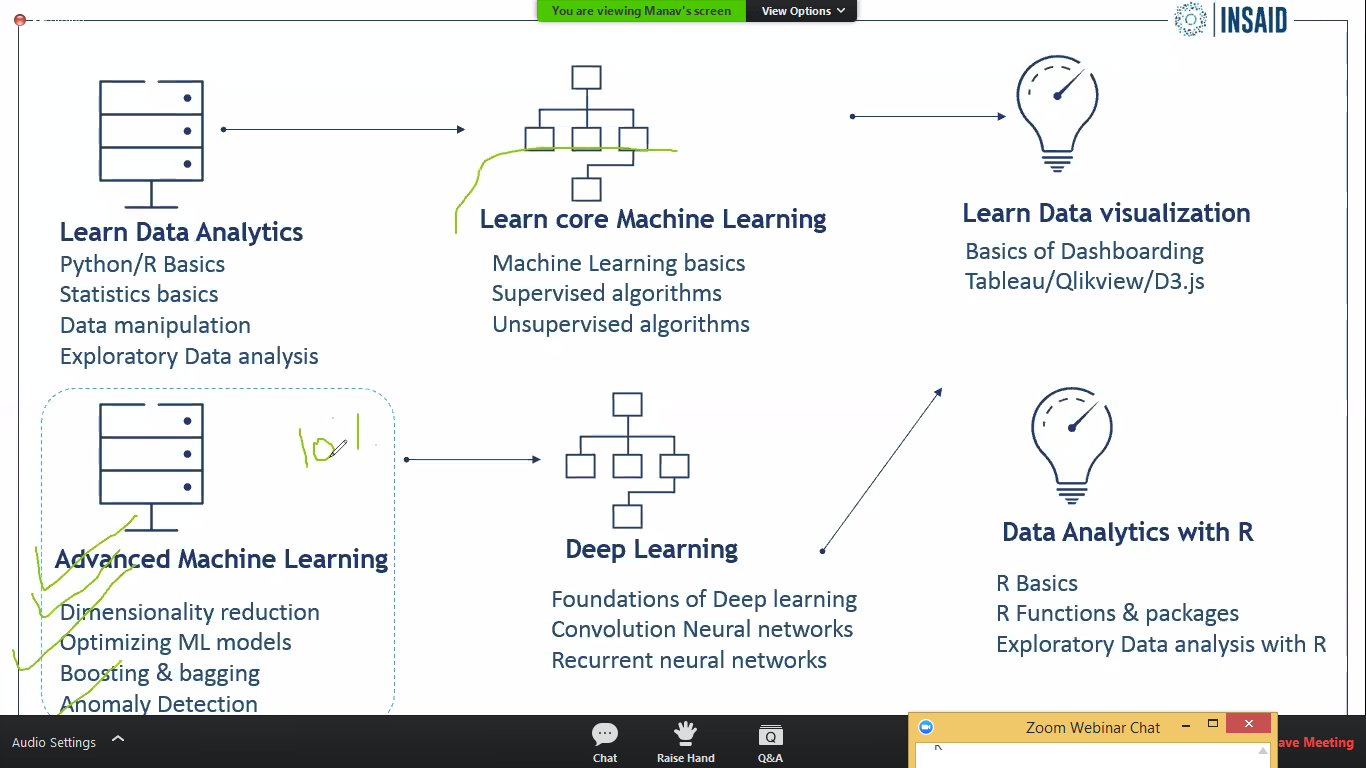 You are viewing Manav's screen
View Options
INSAID
Learn Data Analytics
Python/R Basics
Statistics basics
Data manipulation
Exploratory Data analysis
Learn core Machine Learning
Machine Learning basics
Supervised algorithms
Unsupervised algorithms
Learn Data visualization
Basics of Dashboarding
Tableau/Qlikview/D3.js
Advanced Machine Learning
Dimensionality reduction
Optimizing ML models
Boosting & bagging
Anomaly Detection
Deep Learning
Foundations of Deep learning
Convolution Neural networks
Recurrent neural networks
Data Analytics with R
R Basics
R Functions & packages
Exploratory Data analysis with R
Audio Settings
Chat
Raise Hand
Q&A
Zoom Webinar Chat
ave Meeting